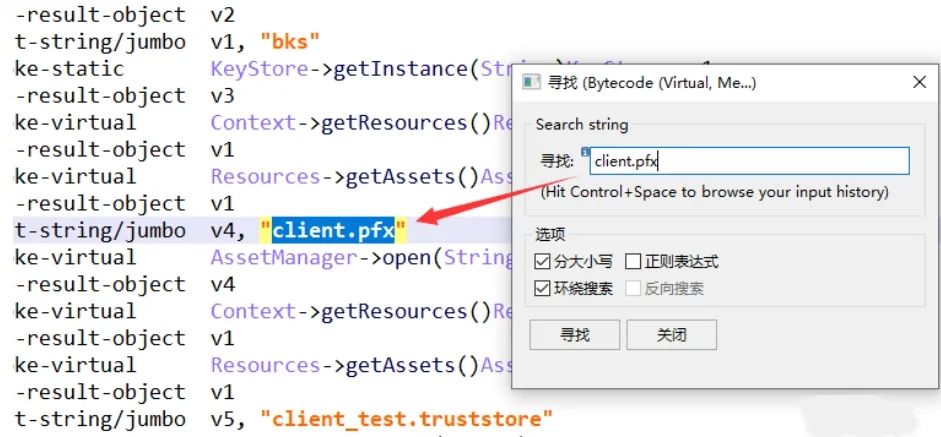 -result-object v2
t-string/jumbo v1, "bks"
ke-static KeyStore->getInstance(Stri
-result-object v3
ke-virtual Context->getResources()Re
-result-object v1
ke-virtual Resources->getAssets()Ass
-result-object v1
t-string/jumbo v4, "client.pfx"
ke-virtual AssetManager->open(String
-result-object v4
ke-virtual Context->getResources()Re
-result-object v1
ke-virtual Resources->getAssets()Ass
-result-object v1
t-string/jumbo v5, "client_test.truststore"
寻找 (Bytecode (Virtual, Me...)
Search string
寻找: client.pfx
(Hit Control+Space to browse your input history)
选项
分大小写 正则表达式
环绕搜索 反向搜索
寻找 关闭